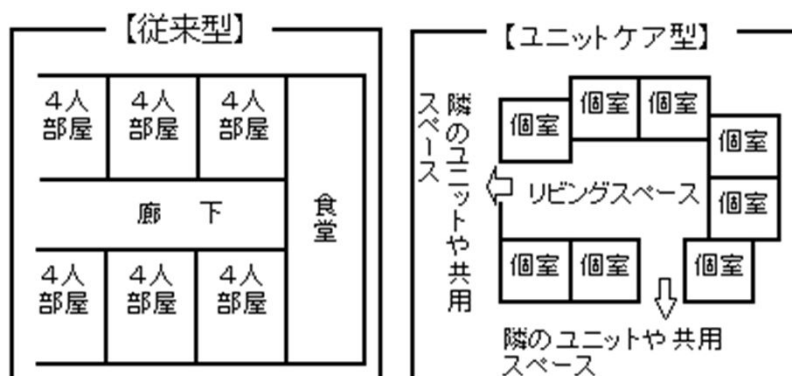 【従来型】
４人
部屋
４人
部屋
４人
部屋
廊　下
食堂
４人
部屋
４人
部屋
４人
部屋
【ユニットケア型】
隣のユニットや共用
スペース
個室
個室
個室
個室
リビングスペース
個室
個室
個室
個室
隣のユニットや共用
スペース